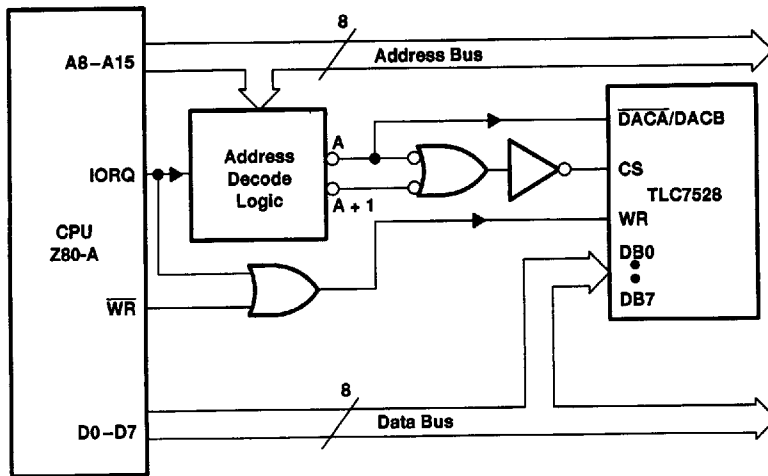 8
A8–A15
Address Bus
A
DACA/DACB
Address
Decode
Logic
IORQ
CS
A + 1
TLC7528
CPU
Z80-A
WR
DB0
WR
DB7
8
D0–D7
Data Bus